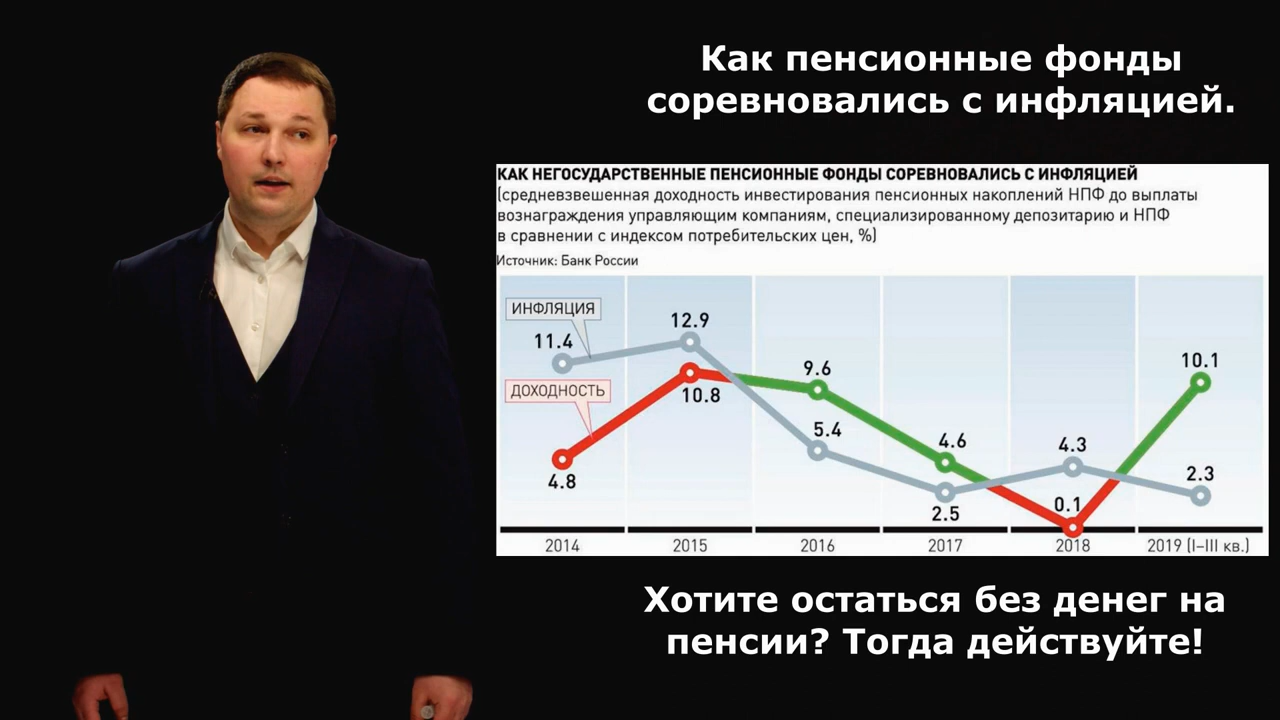 Как пенсионные фонды
соревновались с инфляцией.
КАК НЕГОСУДАРСТВЕННЫЕ ПЕНСИОННЫЕ ФОНДЫ СОРЕВНОВАЛИСЬ С ИНФЛЯЦИЕЙ
(средневзвешенная доходность инвестирования пенсионных накоплений НПФ до выплаты
вознаграждения управляющим компаниям, специализированному депозитарию и НПФ
в сравнении с индексом потребительских цен, %)
Источник: Банк России
ИНФЛЯЦИЯ
11.4
12.9
9.6
10.1
ДОХОДНОСТЬ
10.8
5.4
4.6
4.3
2.3
4.8
2.5
0.1
2014 2015 2016 2017 2018 2019 (I–III кв.)
Хотите остаться без денег на
пенсии? Тогда действуйте!